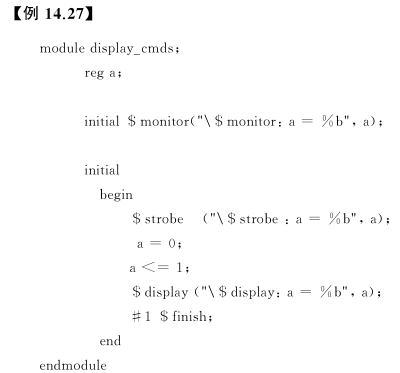 【例 14.27】
module display_cmds;
reg a;
initial $ monitor("\ $ monitor: a = %b", a);
initial
begin
$ strobe ("\ $ strobe : a = %b", a);
a = 0;
a <= 1;
$ display ("\ $ display: a = %b", a);
#1 $ finish;
end
endmodule